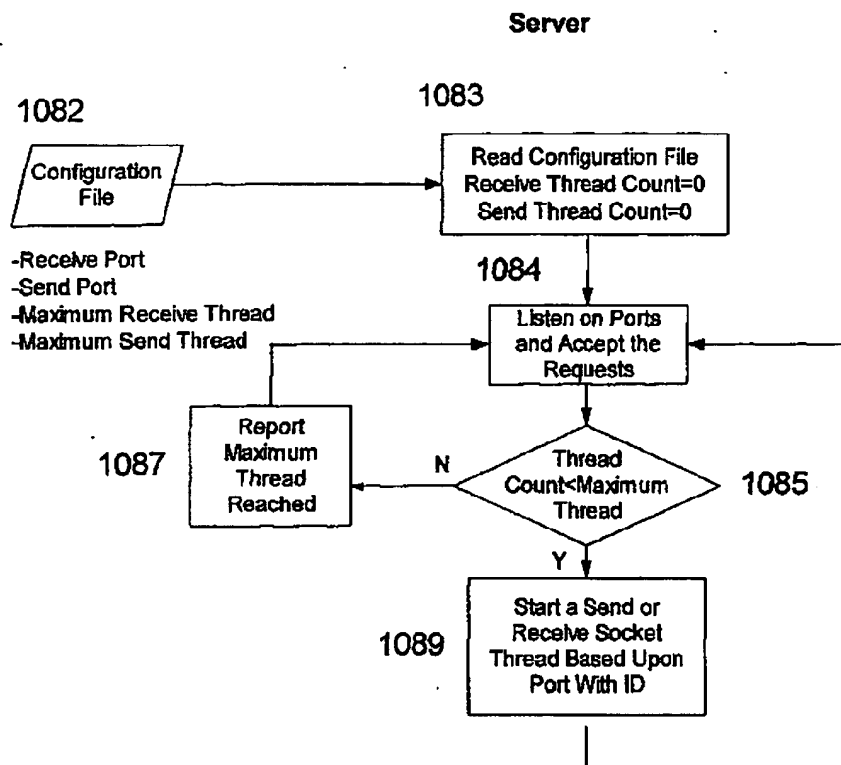 Server
1082
1083
Configuration
File
Read Configuration File
Receive Thread Count=0
Send Thread Count=0
-Receive Port
-Send Port
-Maximum Receive Thread
-Maximum Send Thread
1084
Listen on Ports
and Accept the
Requests
1087
Report
Maximum
Thread
Reached
N
Thread
Count<Maximum
Thread
1085
Y
1089
Start a Send or
Receive Socket
Thread Based Upon
Port With ID